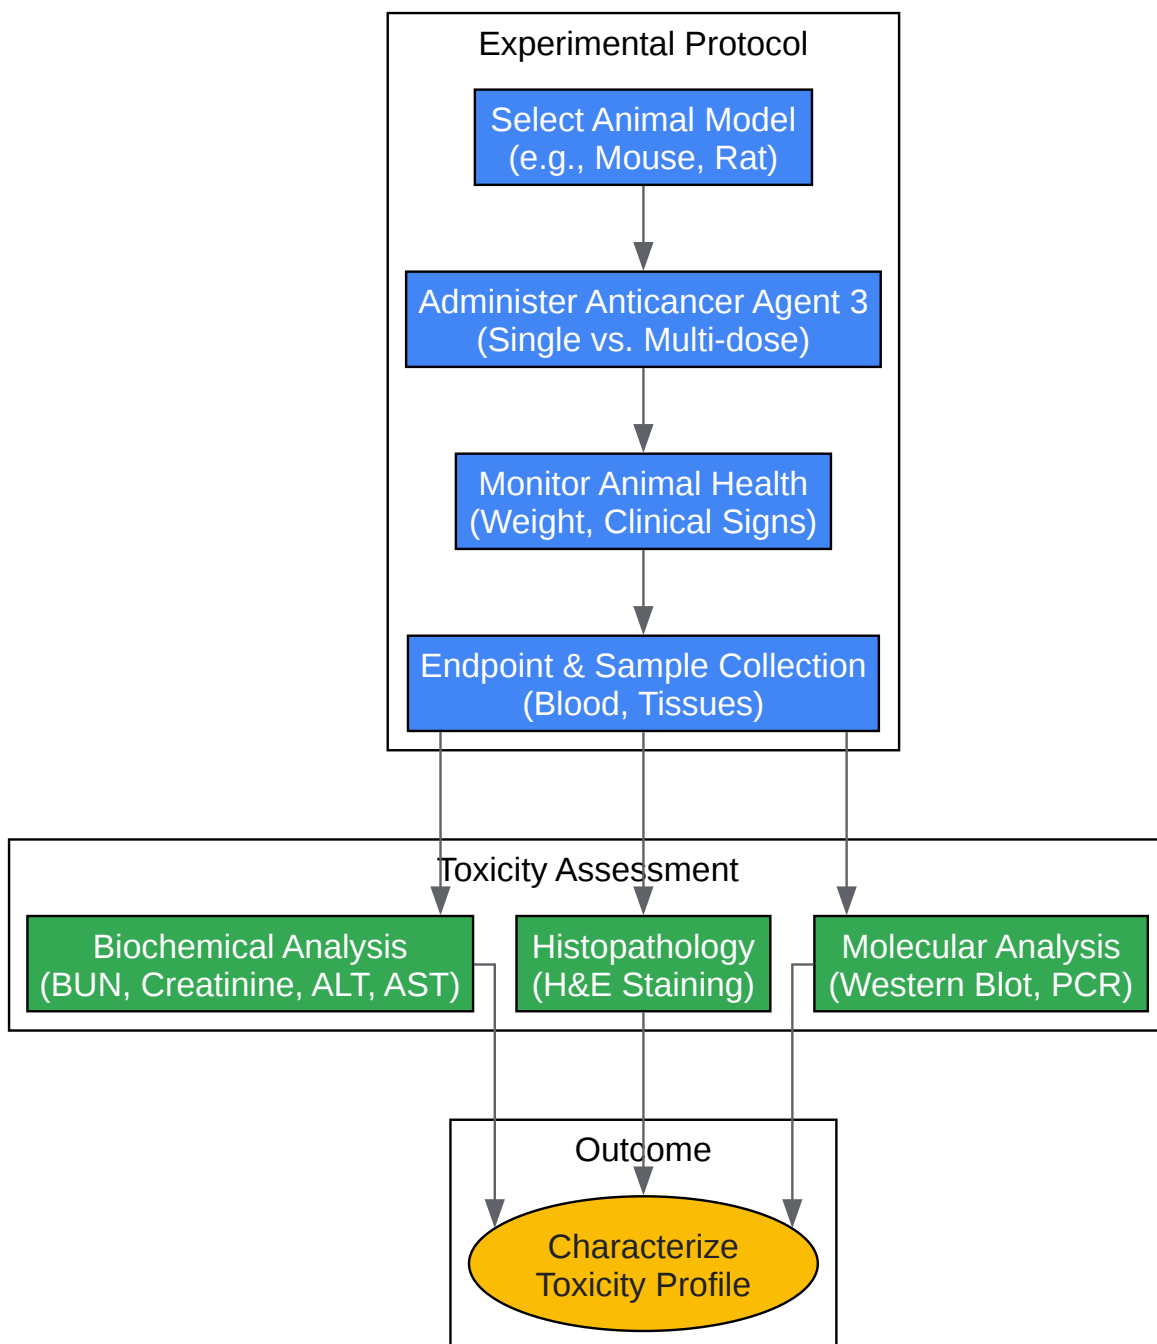 Experimental Protocol
Select Animal Model
(e.g., Mouse, Rat)
Administer Anticancer Agent 3
(Single vs. Multi-dose)
Monitor Animal Health
(Weight, Clinical Signs)
Endpoint & Sample Collection
(Blood, Tissues)
Toxicity Assessment
Biochemical Analysis
(BUN, Creatinine, ALT, AST)
Histopathology
(H&E Staining)
Molecular Analysis
(Western Blot, PCR)
Outcome
Characterize
Toxicity Profile